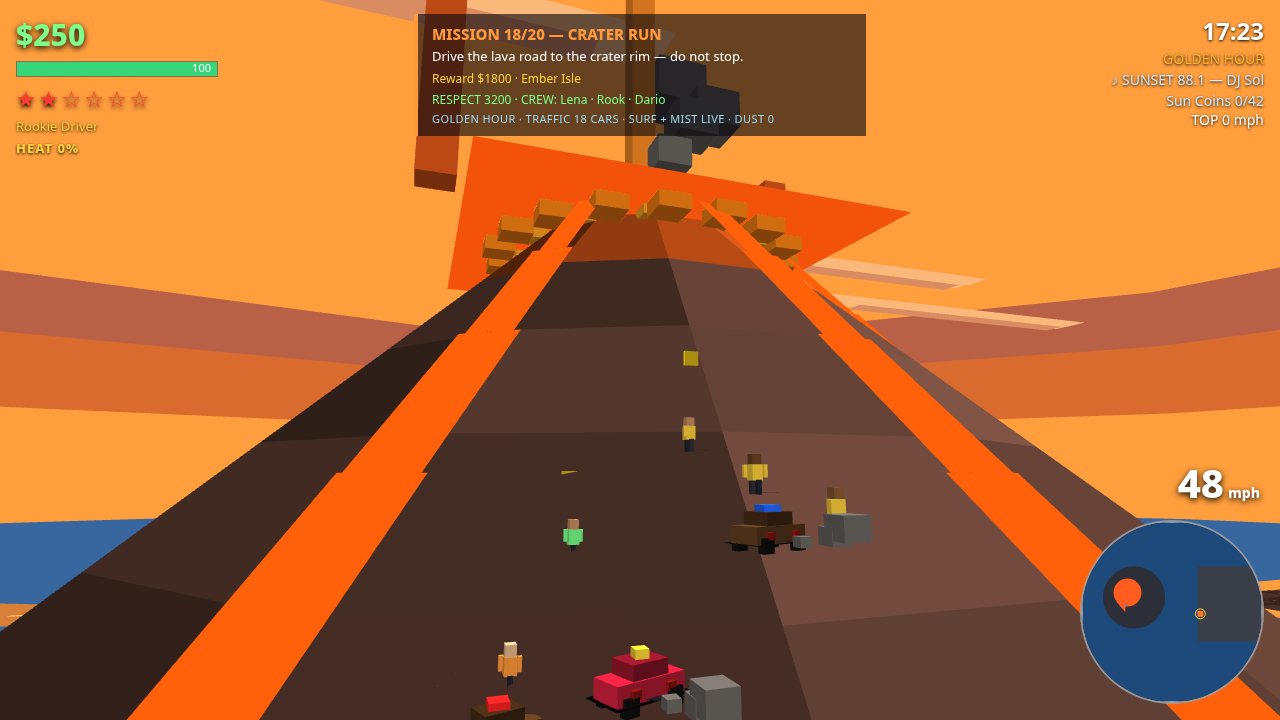 $250
100
Rookie Driver
HEAT 0%
MISSION 18/20 — CRATER RUN
Drive the lava road to the crater rim — do not stop.
Reward $1800 · Ember Isle
RESPECT 3200 · CREW: Lena · Rook · Dario
GOLDEN HOUR · TRAFFIC 18 CARS · SURF + MIST LIVE · DUST 0
17:23
GOLDEN HOUR
♪ SUNSET 88.1 — DJ Sol
Sun Coins 0/42
TOP 0 mph
48 mph